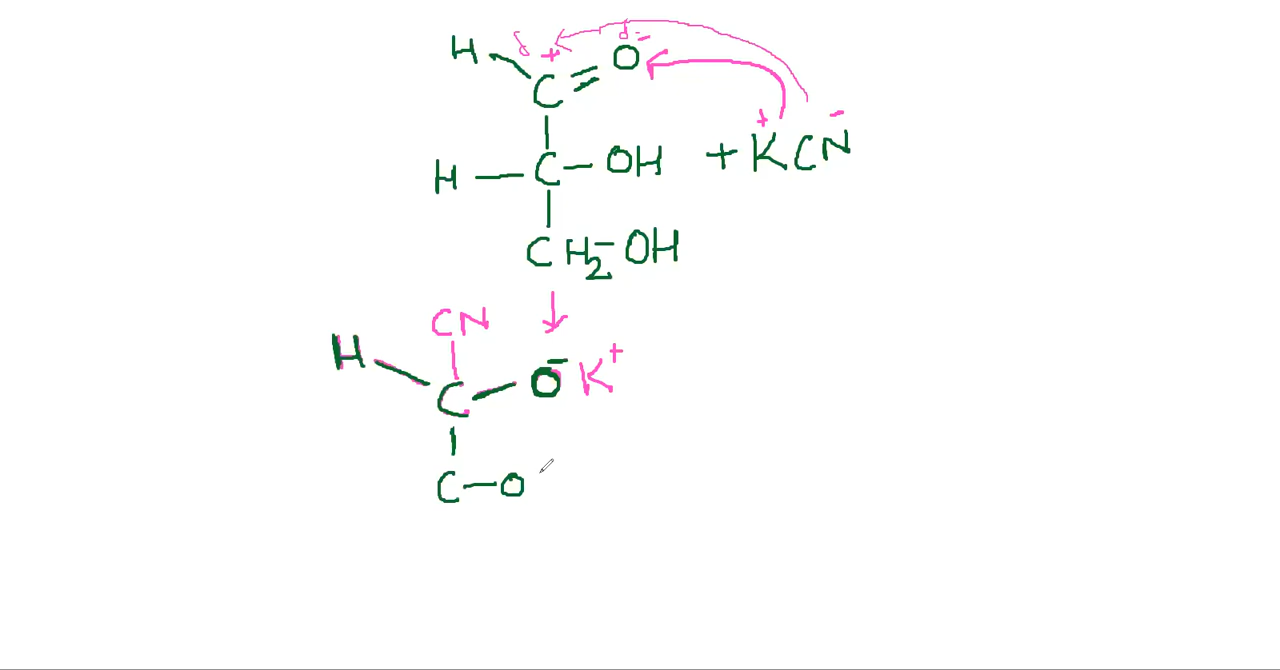 H δ+ δ-
C = O
H — C — OH + K+ CN-
CH2 - OH
CN
H C — O- K+
C — O